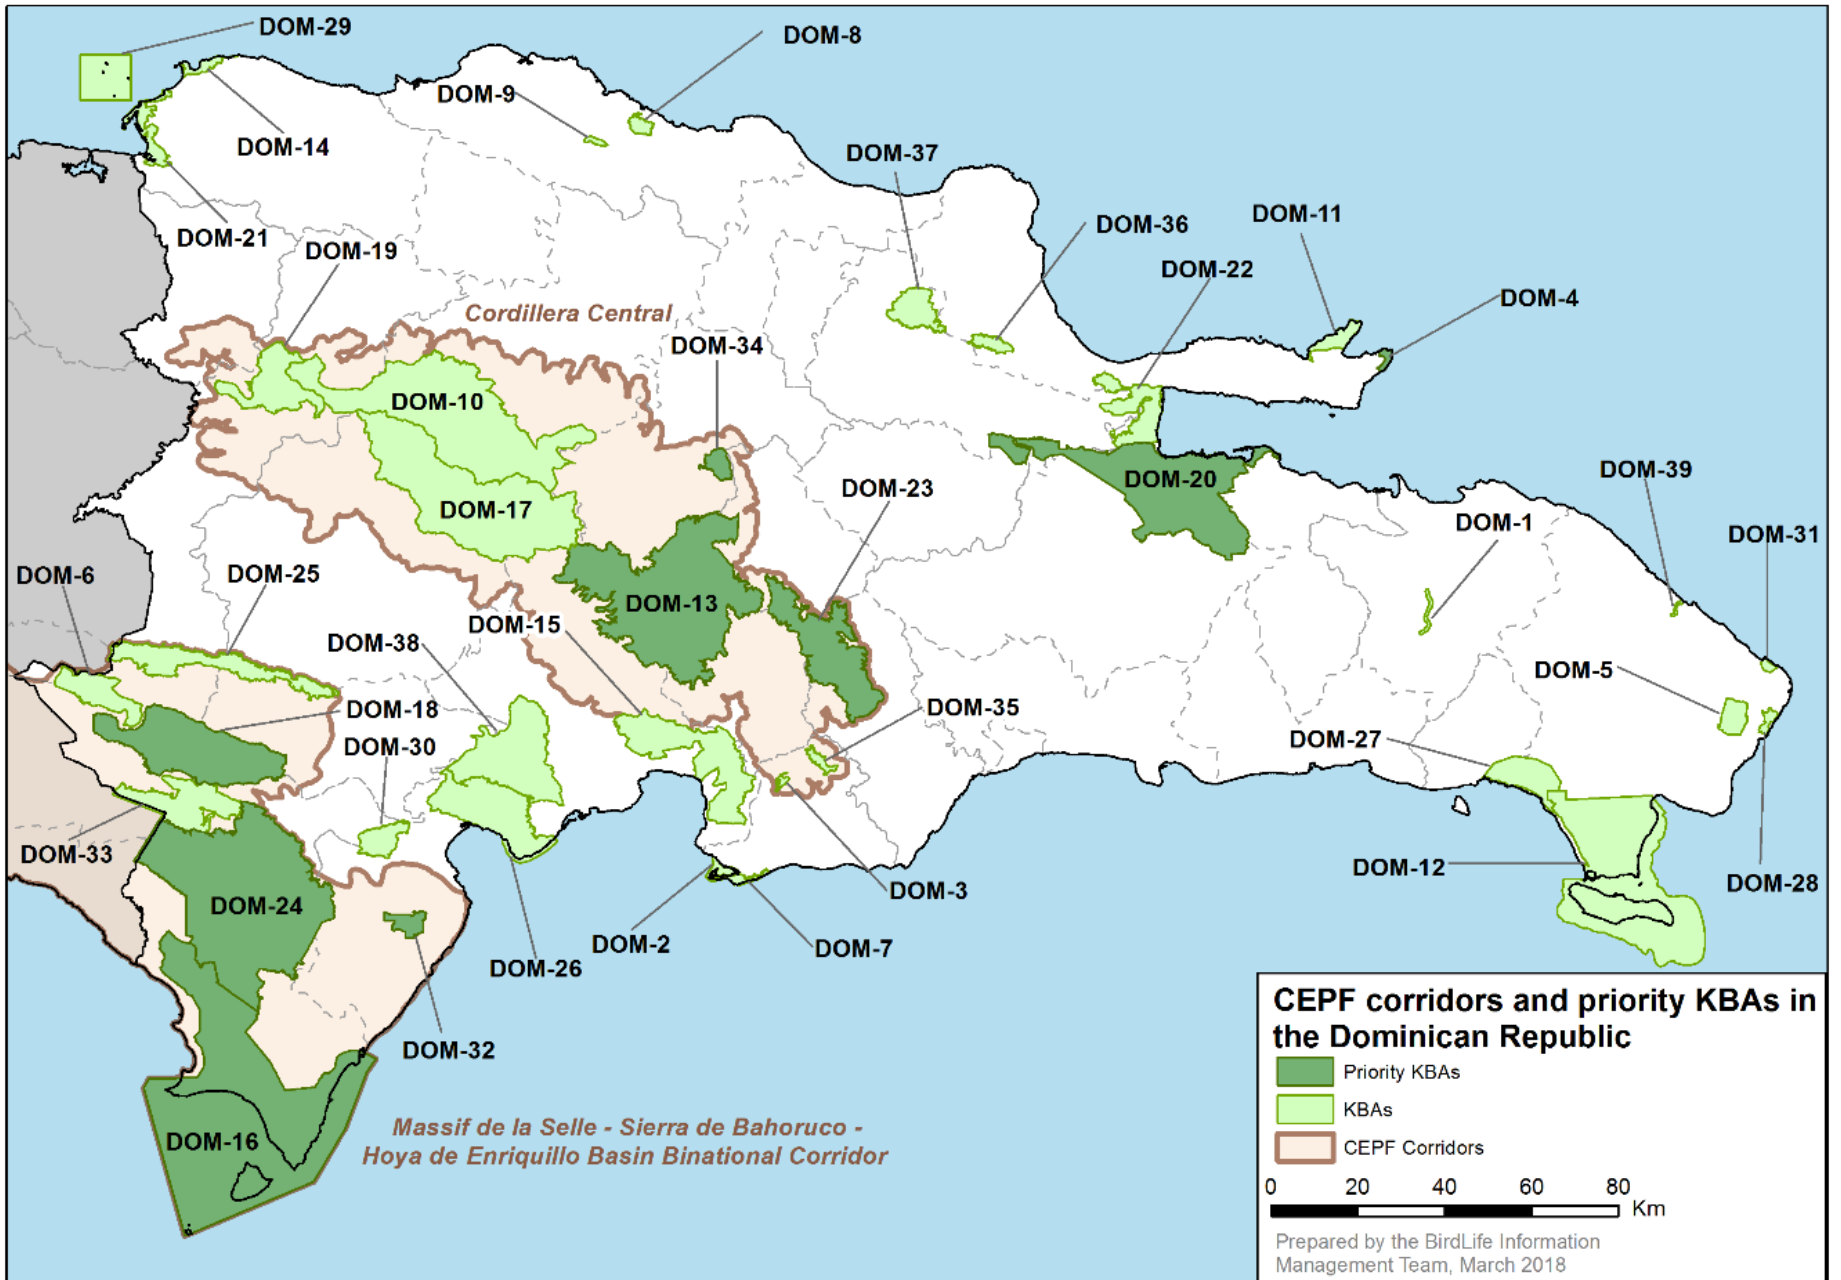 DOM-29
DOM-8
DOM-9
DOM-14
DOM-37
DOM-21
DOM-19
DOM-36
DOM-11
DOM-22
DOM-4
Cordillera Central
DOM-34
DOM-10
DOM-17
DOM-23
DOM-20
DOM-39
DOM-1
DOM-31
DOM-6
DOM-25
DOM-13
DOM-15
DOM-38
DOM-5
DOM-18
DOM-35
DOM-30
DOM-27
DOM-33
DOM-12
DOM-28
DOM-3
DOM-24
DOM-2
DOM-7
DOM-26
DOM-32
DOM-16
Massif de la Selle - Sierra de Bahoruco -
Hoya de Enriquillo Basin Binational Corridor
CEPF corridors and priority KBAs in
the Dominican Republic
Priority KBAs
KBAs
CEPF Corridors
0 20 40 60 80
Km
Prepared by the BirdLife Information
Management Team, March 2018